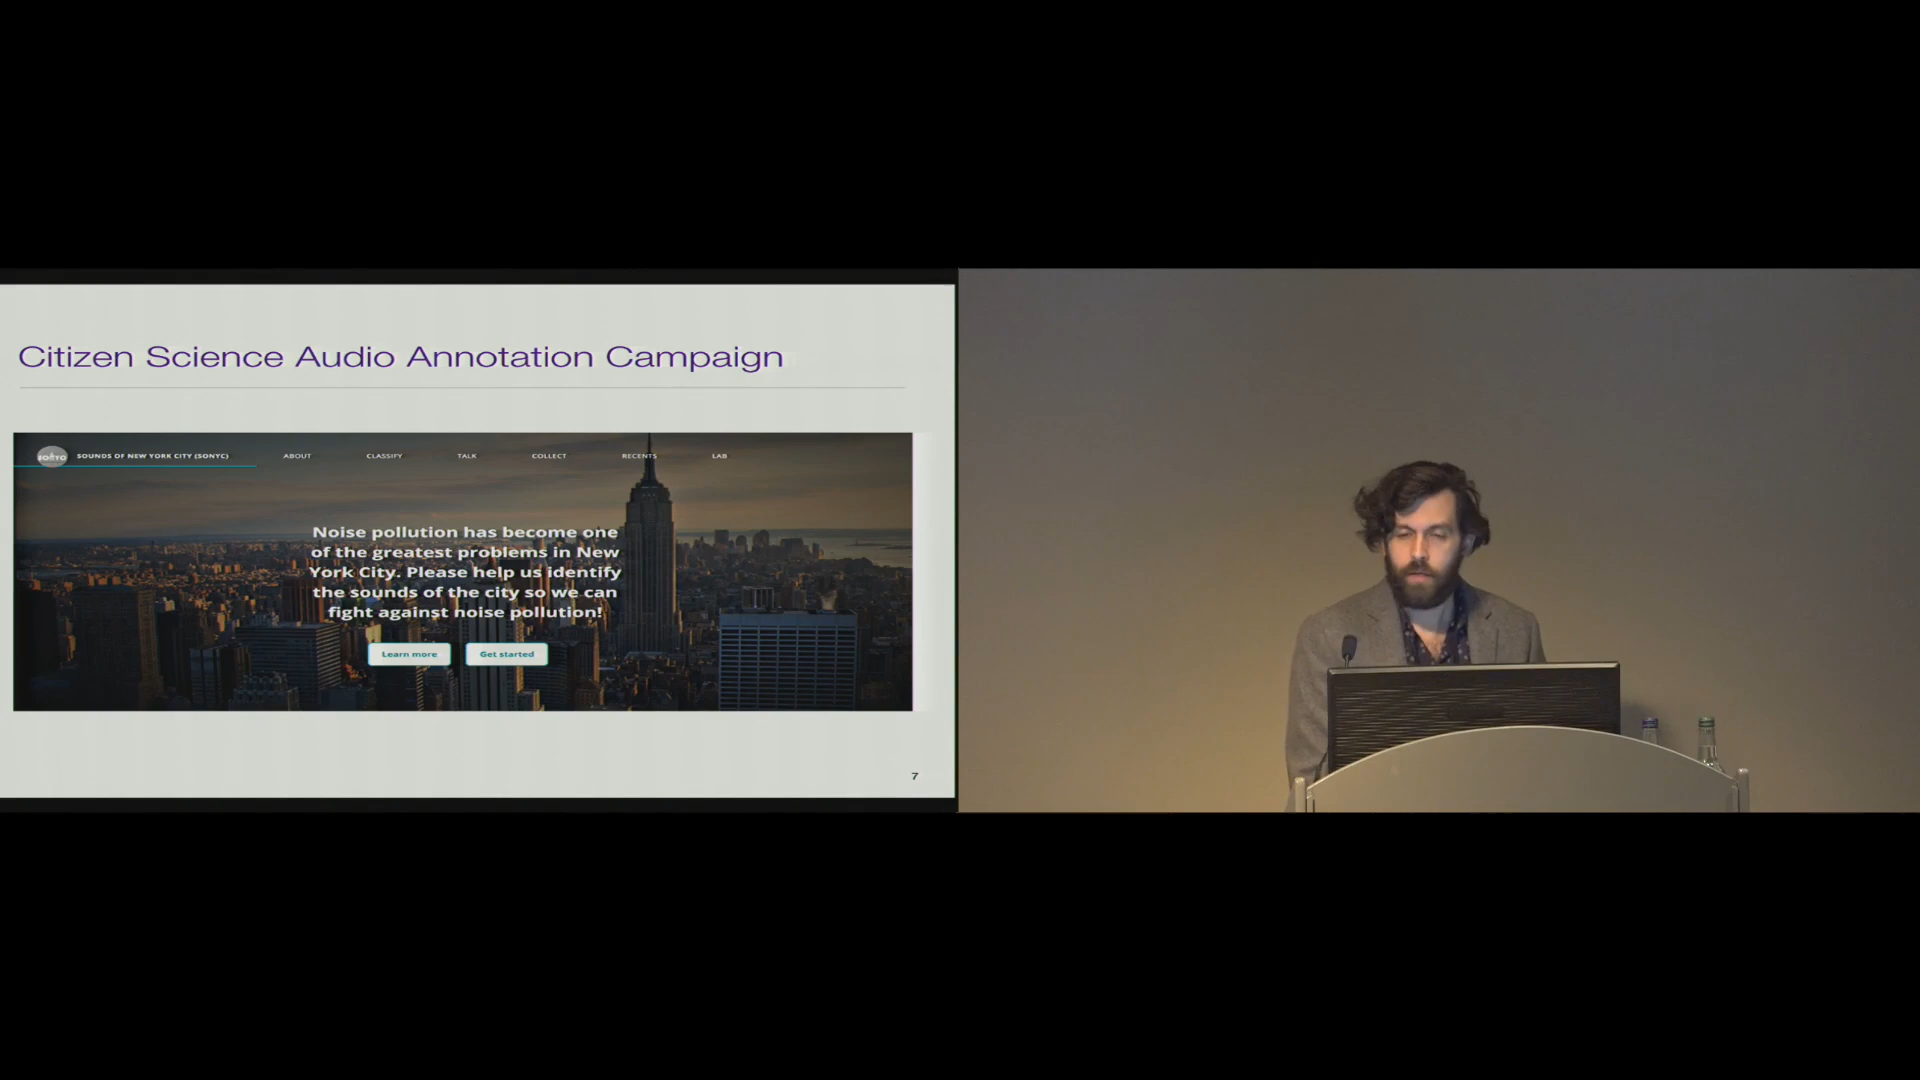 Citizen Science Audio Annotation Campaign
SONYC
SOUNDS OF NEW YORK CITY (SONYC) ABOUT CLASSIFY TALK COLLECT RECENTS LAB
Noise pollution has become one
of the greatest problems in New
York City. Please help us identify
the sounds of the city so we can
fight against noise pollution!
Learn more Get started
7